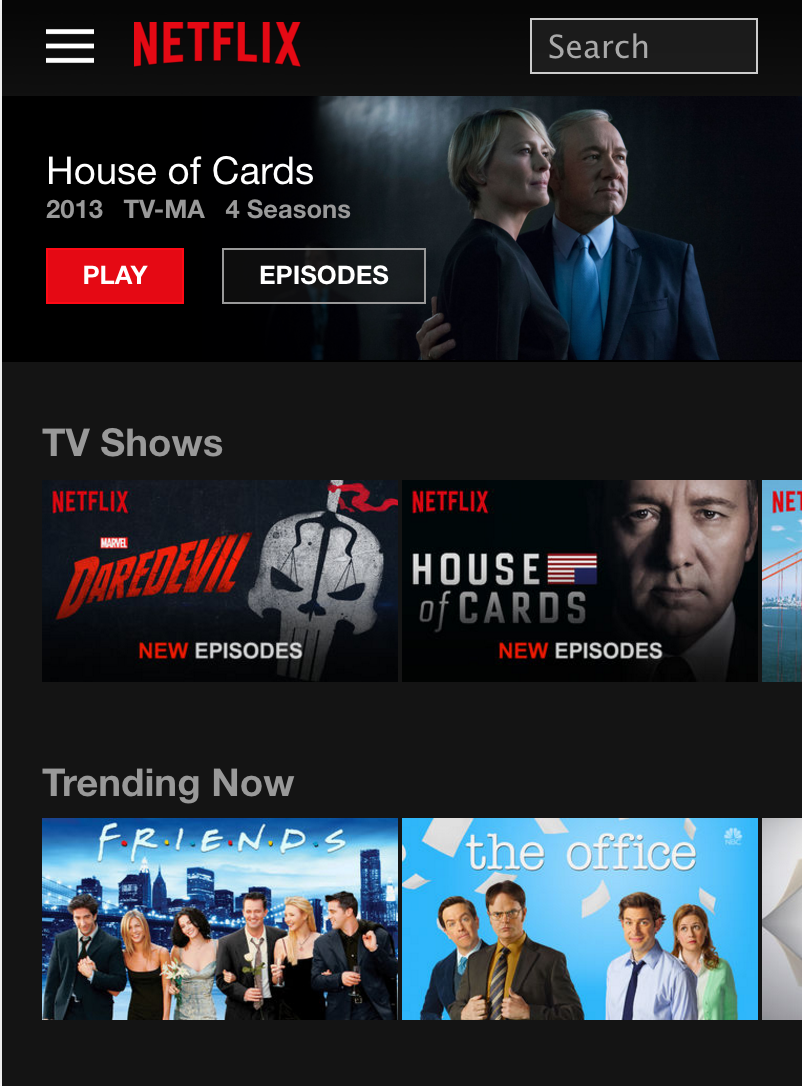 NETFLIX
Search
House of Cards
2013 TV-MA 4 Seasons
PLAY EPISODES
TV Shows
NETFLIX
MARVEL
DAREDEVIL
NEW EPISODES
NETFLIX
HOUSE
of CARDS
NEW EPISODES
NET
Trending Now
F·R·I·E·N·D·S
the office
NBC